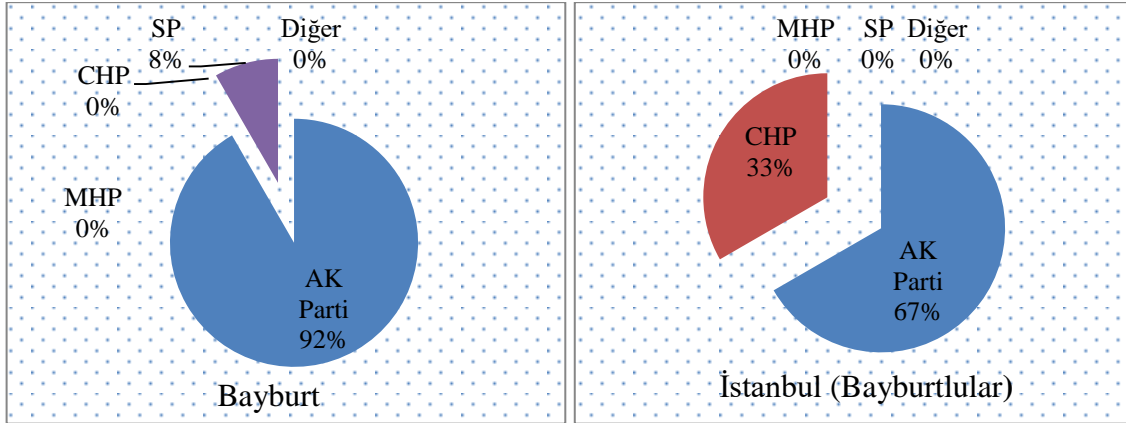 SP
8%
Diğer
0%
CHP
0%
MHP
0%
AK
Parti
92%
Bayburt
MHP
0%
SP
0%
Diğer
0%
CHP
33%
AK
Parti
67%
İstanbul (Bayburtlular)